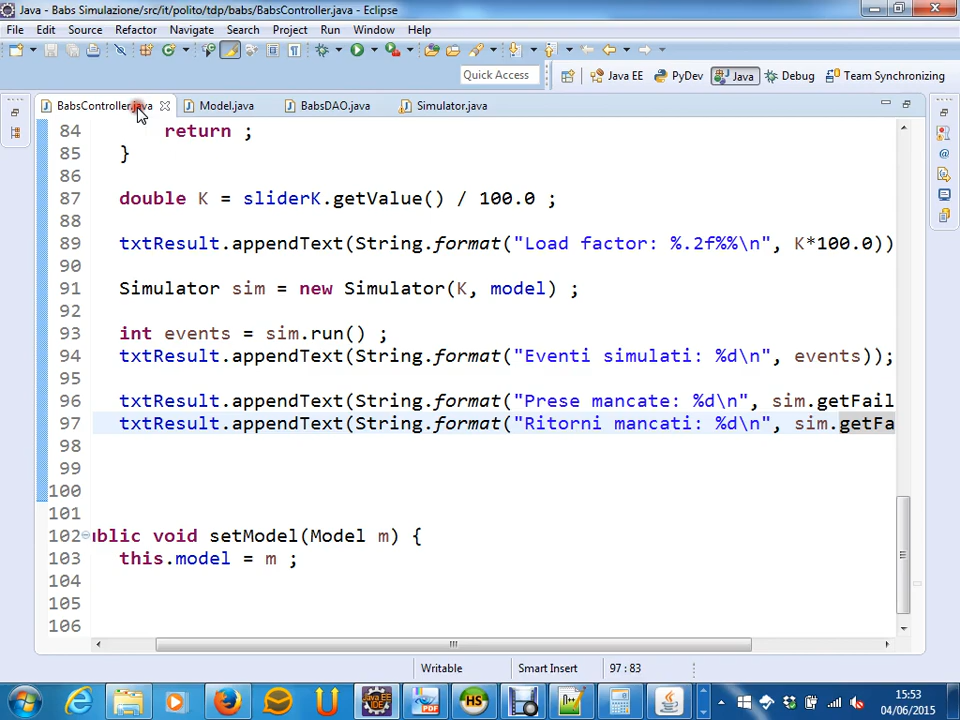 Java - Babs Simulazione/src/it/polito/tdp/babs/BabsController.java - Eclipse
File Edit Source Refactor Navigate Search Project Run Window Help
Quick Access Java EE PyDev Java Debug Team Synchronizing
BabsController.java Model.java BabsDAO.java Simulator.java
84 return ;
85 }
86
87 double K = sliderK.getValue() / 100.0 ;
88
89 txtResult.appendText(String.format("Load factor: %.2f%%\n", K*100.0))
90
91 Simulator sim = new Simulator(K, model) ;
92
93 int events = sim.run() ;
94 txtResult.appendText(String.format("Eventi simulati: %d\n", events));
95
96 txtResult.appendText(String.format("Prese mancate: %d\n", sim.getFail
97 txtResult.appendText(String.format("Ritorni mancati: %d\n", sim.getFa
98
99
100
101
102 ublic void setModel(Model m) {
103 this.model = m ;
104
105
106
Writable Smart Insert 97 : 83
15:53
04/06/2015